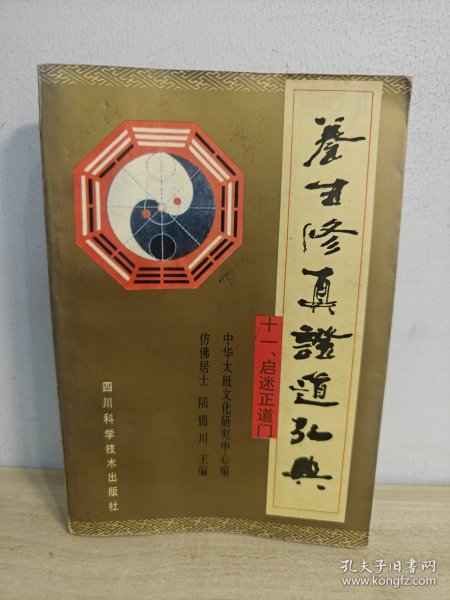 養生修真證道弘典
十一、启迷正道门
中华太极文化研究中心编
仿佛居士 陆锦川 主编
四川科学技术出版社
孔夫子旧书网
www.kongfz.com